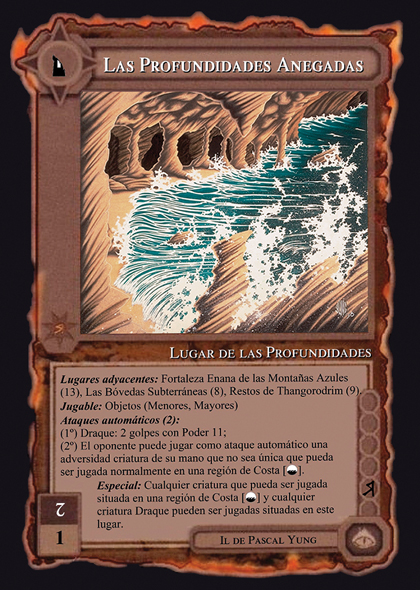 Las Profundidades Anegadas
Lugar de las Profundidades
Lugares adyacentes: Fortaleza Enana de las Montañas Azules
(13), Las Bóvedas Subterráneas (8), Restos de Thangorodrim (9).
Jugable: Objetos (Menores, Mayores)
Ataques automáticos (2):
(1º) Draque: 2 golpes con Poder 11;
(2º) El oponente puede jugar como ataque automático una
adversidad criatura de su mano que no sea única que pueda
ser jugada normalmente en una región de Costa [ ].
Especial: Cualquier criatura que pueda ser jugada
situada en una región de Costa [ ] y cualquier
criatura Draque pueden ser jugadas situadas en este
lugar.
2
1
Il de Pascal Yung